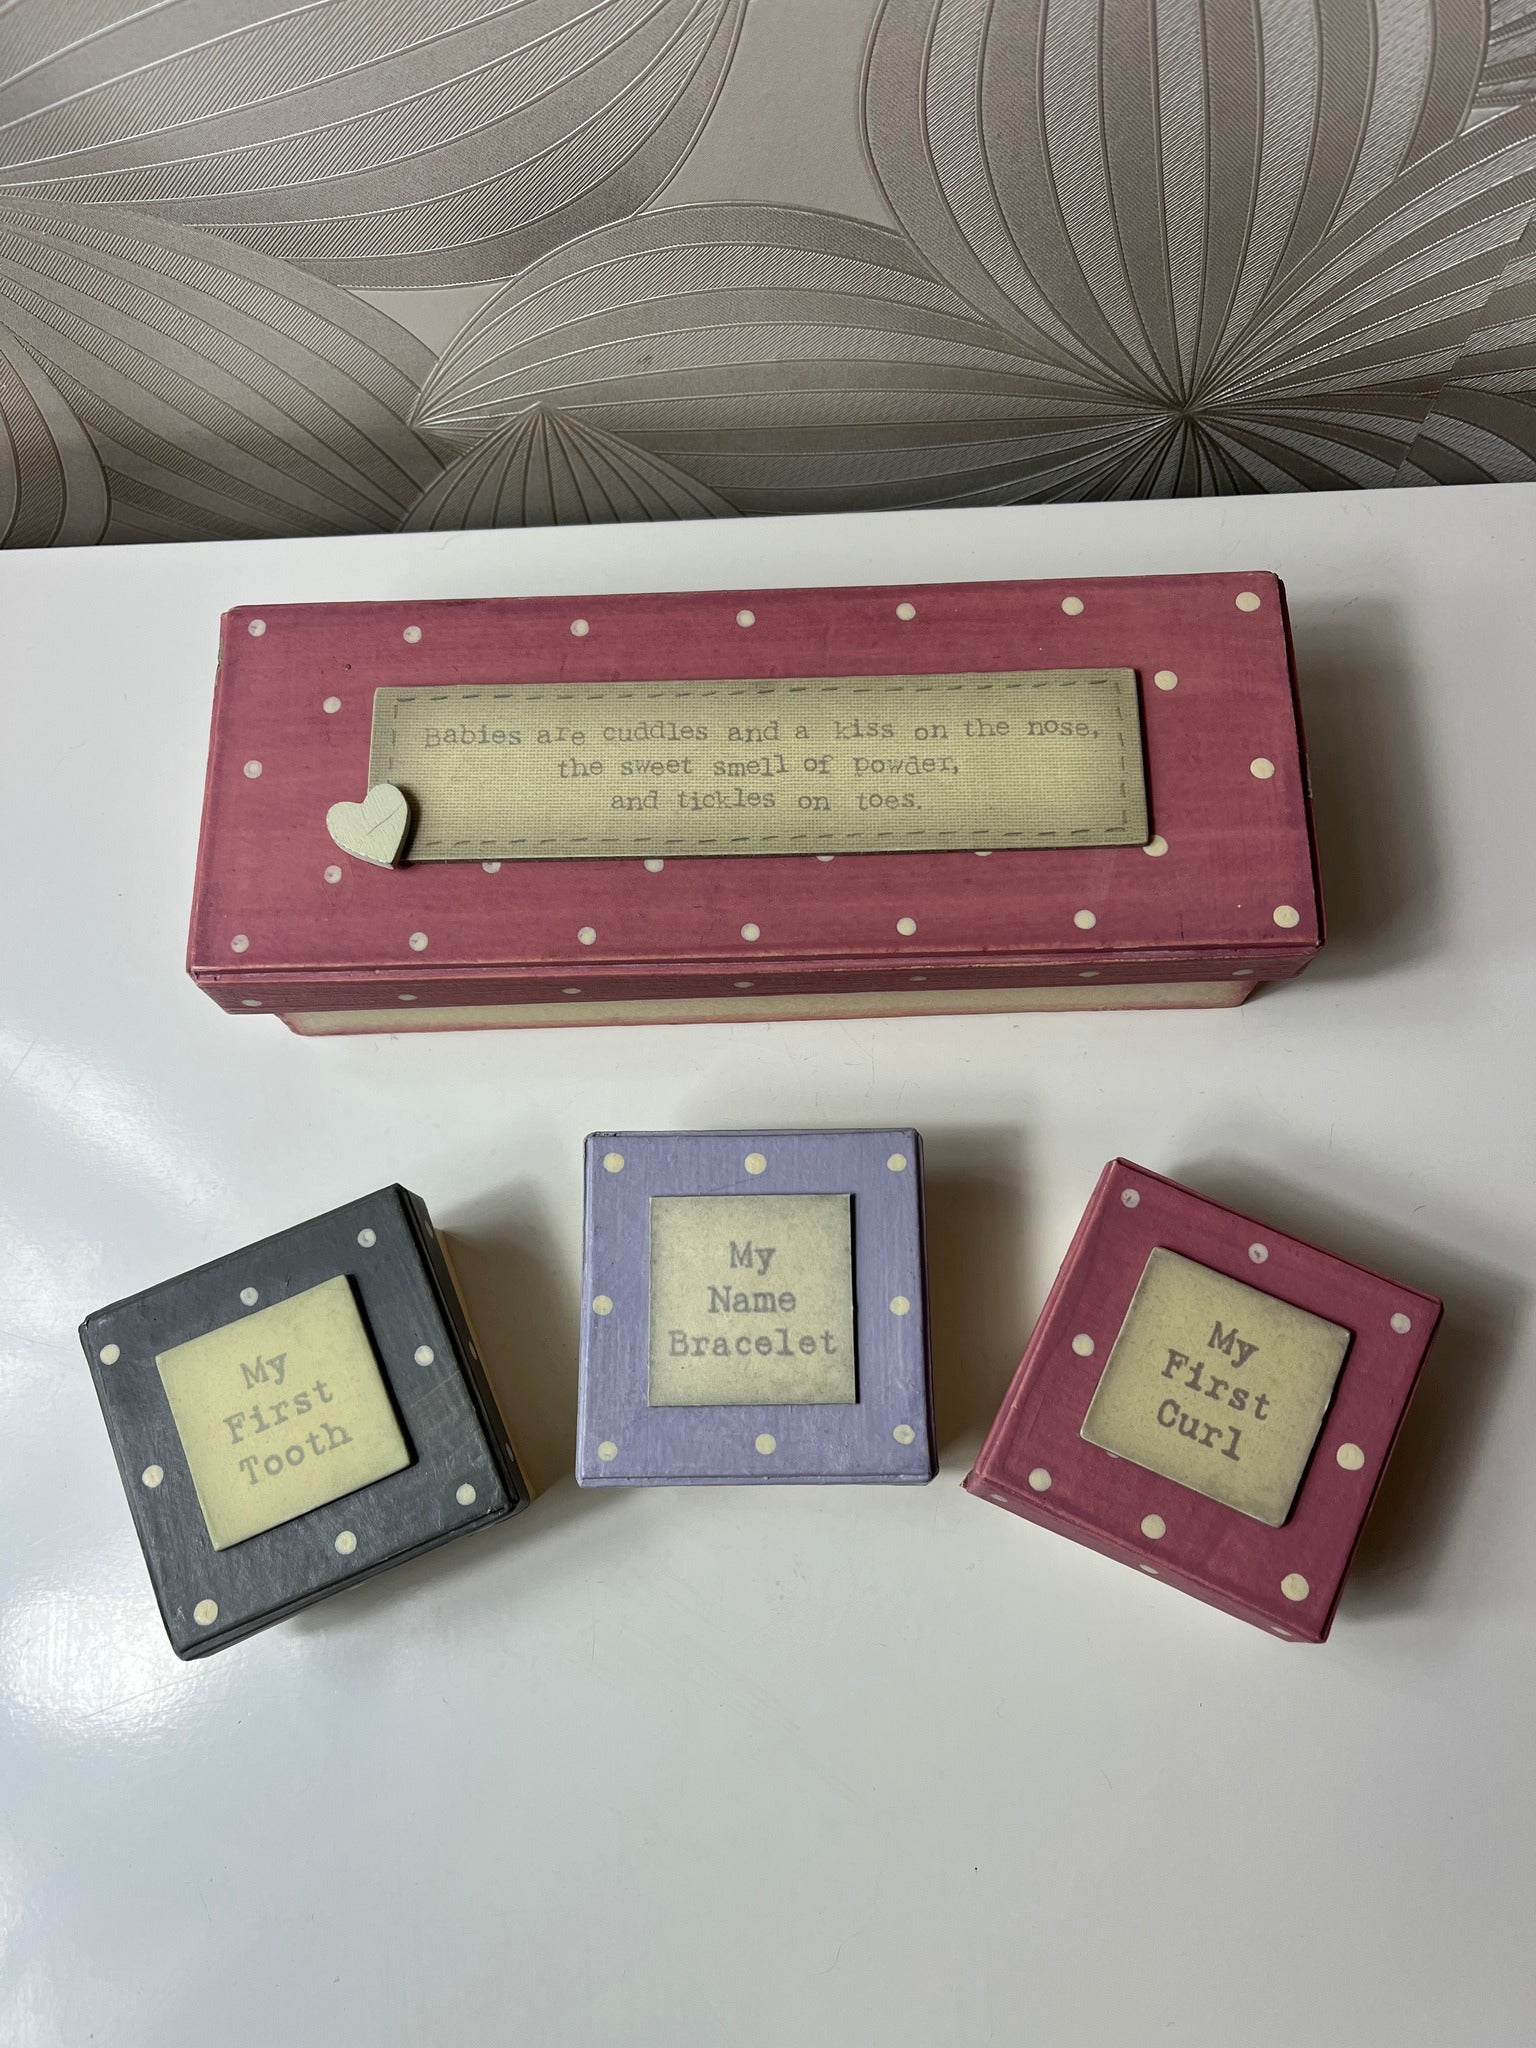 Babies are cuddles and a kiss on the nose,
the sweet smell of powder,
and tickles on toes.
My
First
Tooth
My
Name
Bracelet
My
First
Curl